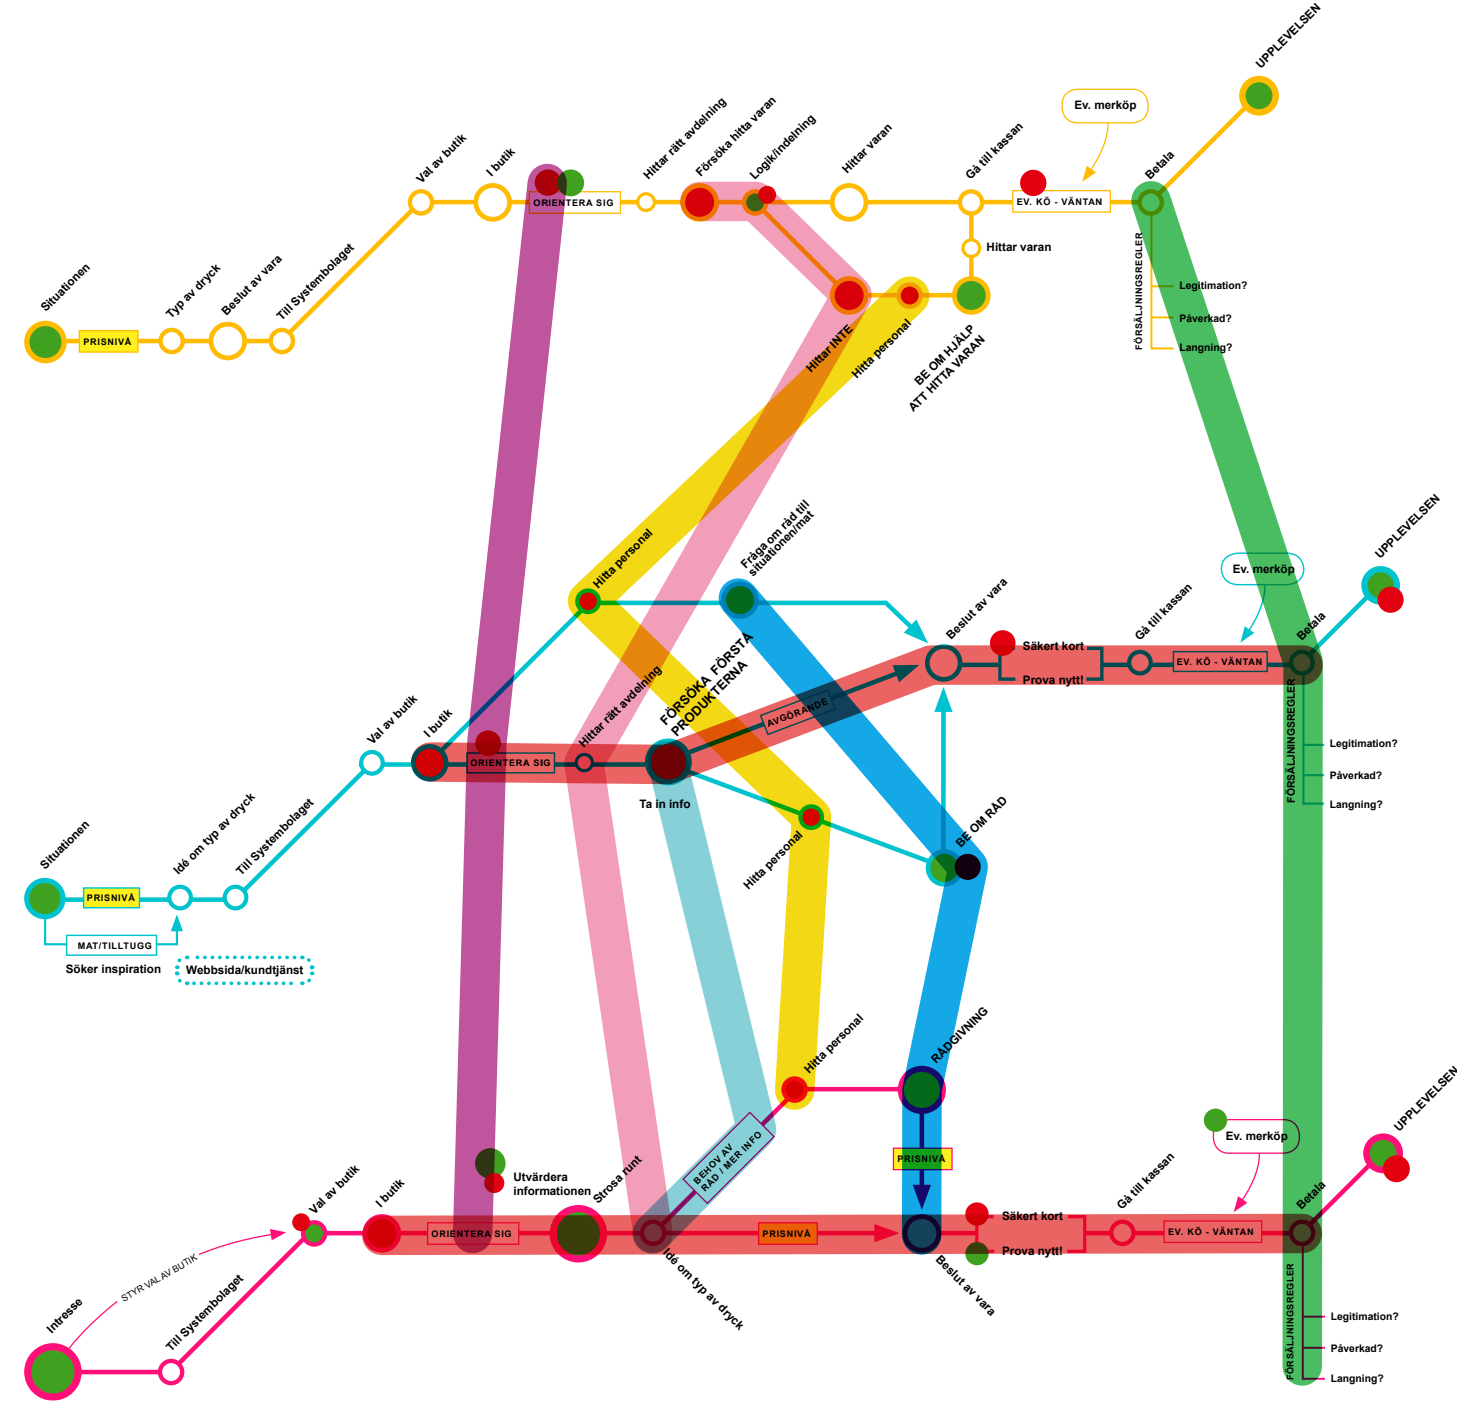 UPPLEVELSEN
Ev. merköp
Val av butik
I butik
ORIENTERA SIG
Hittar rätt avdelning
Försöka hitta varan
Logik/indelning
Hittar varan
Gå till kassan
EV. KÖ - VÄNTAN
Betala
Situationen
PRISNIVÅ
Typ av dryck
Beslut av vara
Till Systembolaget
Hittar varan
Hittar INTE
Hitta personal
BE OM HJÄLP
ATT HITTA VARAN
FÖRSÄLJNINGSREGLER
Legitimation?
Påverkad?
Langning?
UPPLEVELSEN
Ev. merköp
Hitta personal
Fråga om råd till
situationen/mat
Beslut av vara
Säkert kort
Prova nytt!
Gå till kassan
EV. KÖ - VÄNTAN
Betala
Val av butik
I butik
ORIENTERA SIG
Hittar rätt avdelning
FÖRSÖKA FÖRSTÅ
PRODUKTERNA
AVGÖRANDE
Ta in info
Hitta personal
BE OM RÅD
FÖRSÄLJNINGSREGLER
Legitimation?
Påverkad?
Langning?
Situationen
PRISNIVÅ
Idé om typ av dryck
Till Systembolaget
MAT/TILLTUGG
Söker inspiration
Webbsida/kundtjänst
Hitta personal
RÅDGIVNING
PRISNIVÅ
BEHOV AV
RÅD / MER INFO
UPPLEVELSEN
Ev. merköp
Val av butik
I butik
ORIENTERA SIG
Utvärdera
informationen
Strosa runt
Idé om typ av dryck
PRISNIVÅ
Beslut av vara
Säkert kort
Prova nytt!
Gå till kassan
EV. KÖ - VÄNTAN
Betala
STYR VAL AV BUTIK
Intresse
Till Systembolaget
FÖRSÄLJNINGSREGLER
Legitimation?
Påverkad?
Langning?